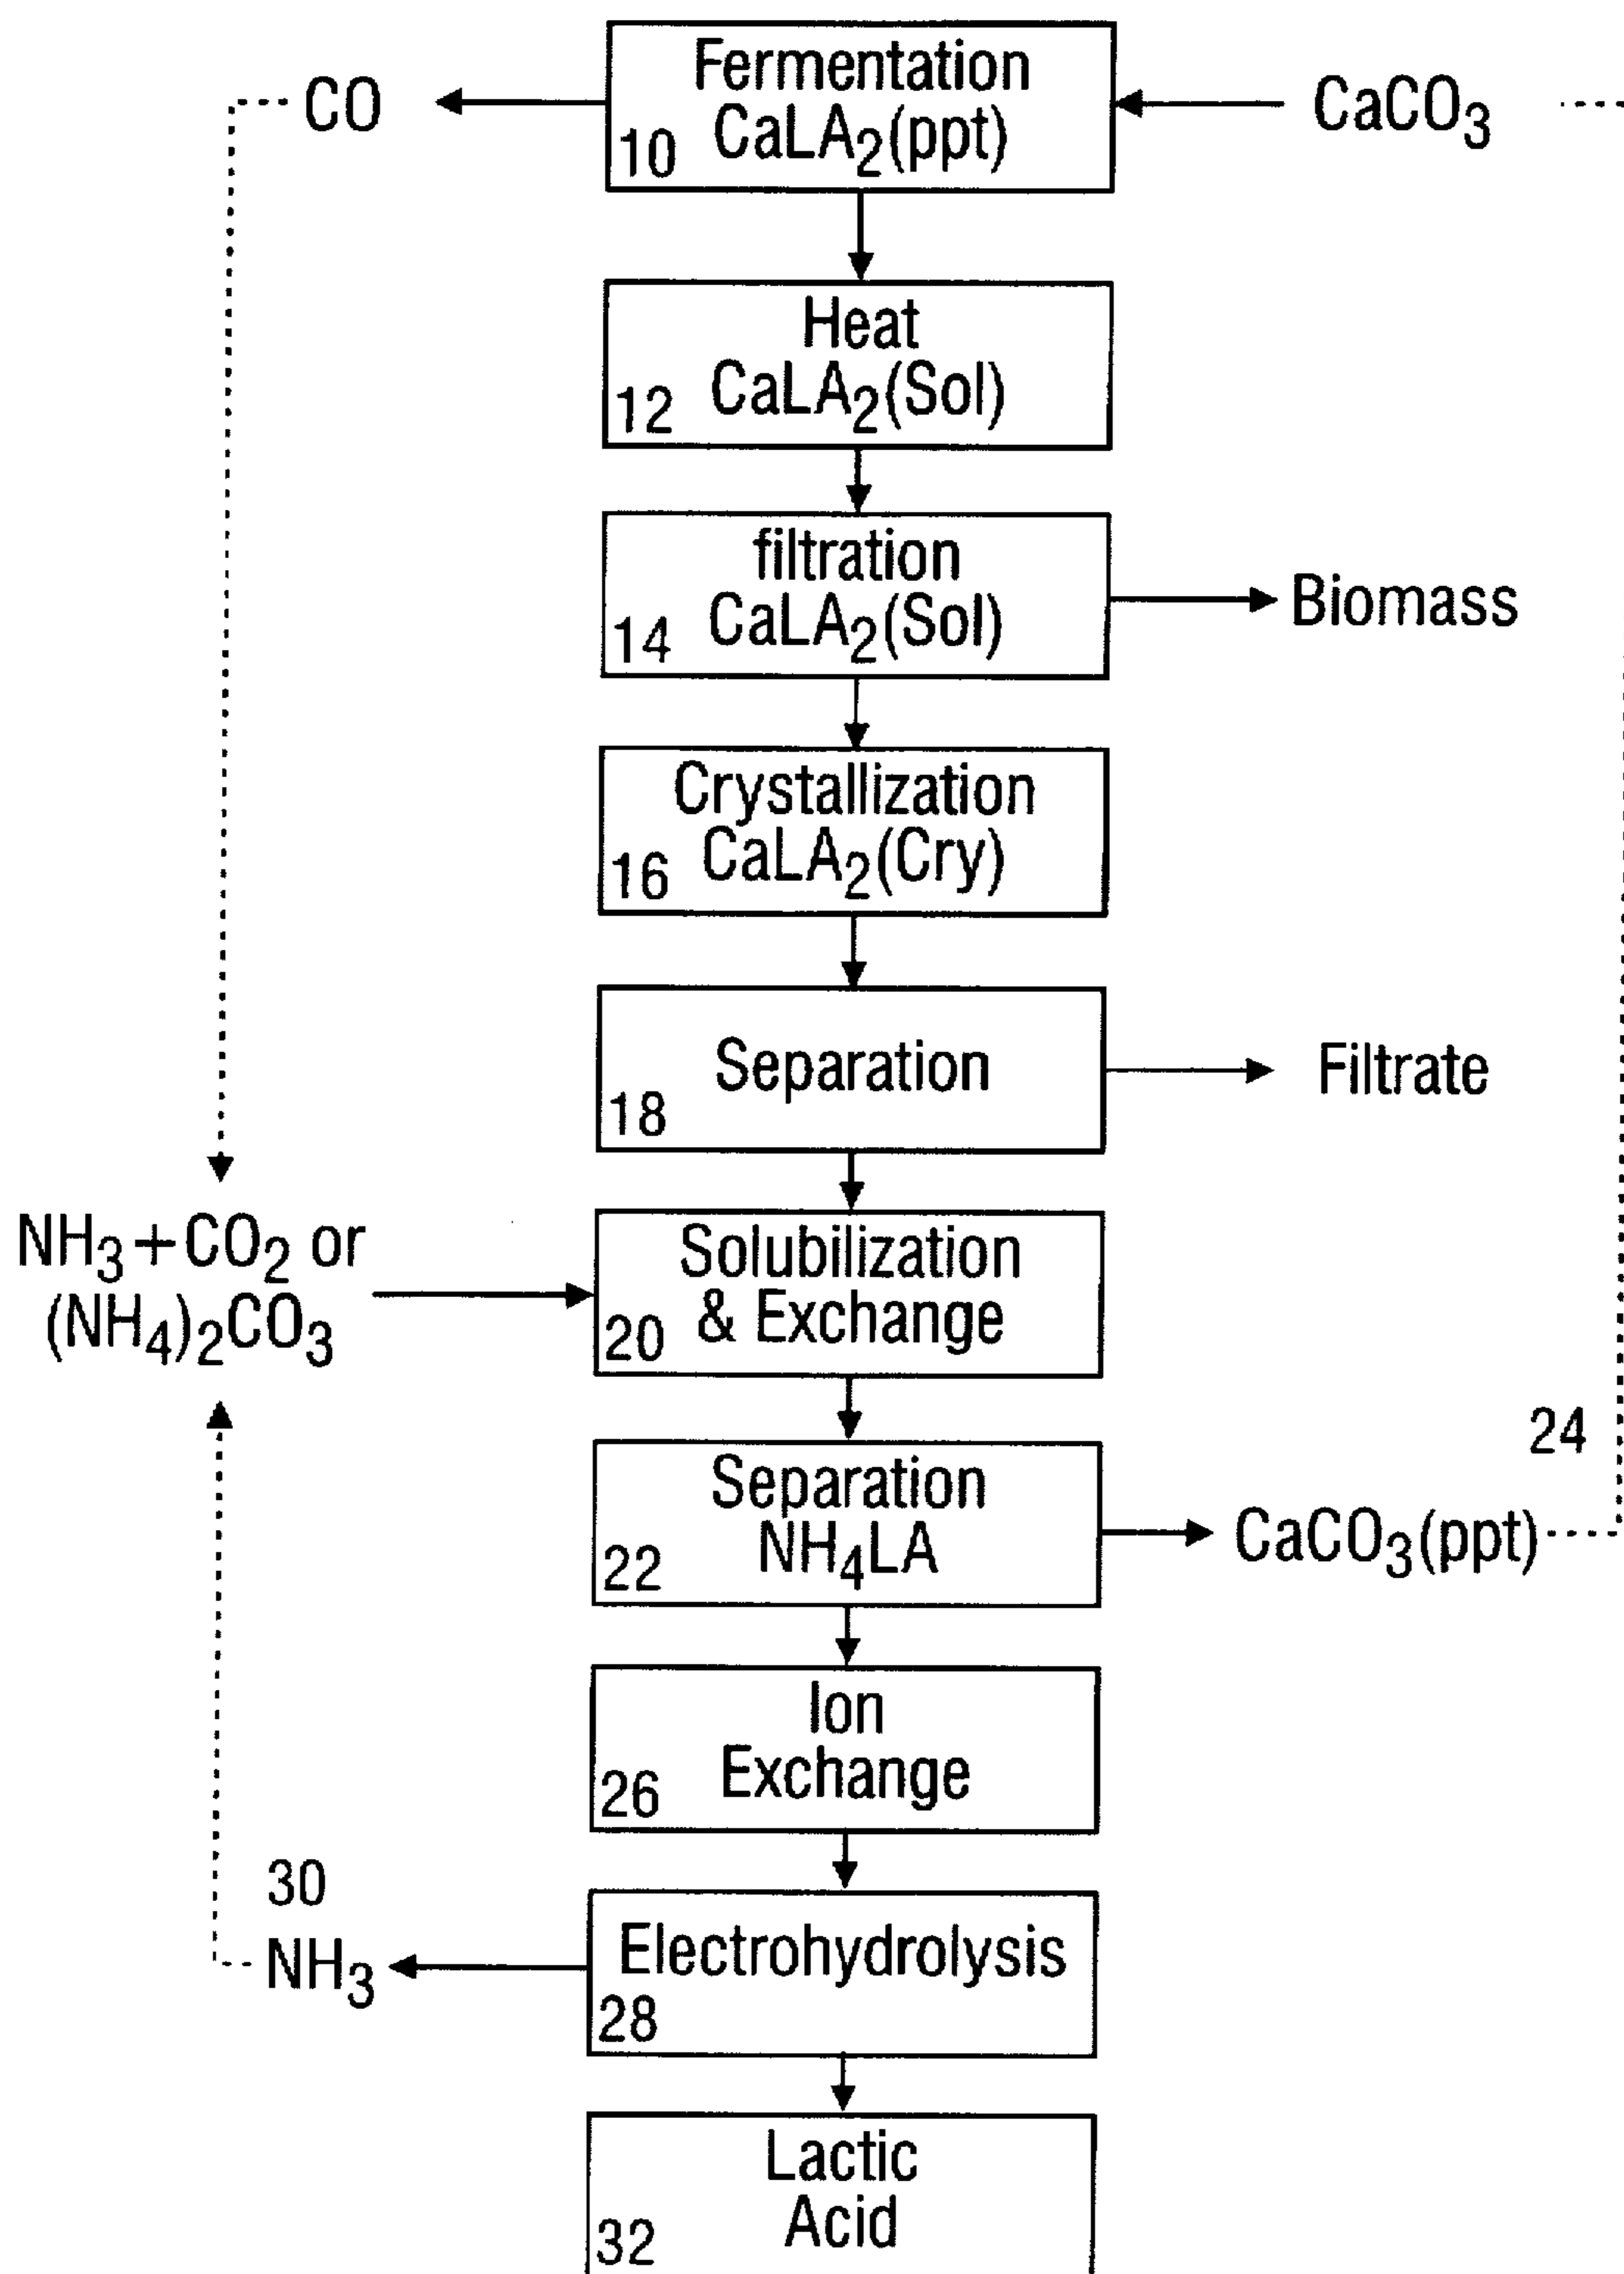 Fermentation
CaLA₂(ppt)
10
CO
CaCO₃
Heat
CaLA₂(Sol)
12
filtration
CaLA₂(Sol)
14
Biomass
Crystallization
CaLA₂(Cry)
16
Separation
18
Filtrate
NH₃+CO₂ or
(NH₄)₂CO₃
Solubilization
& Exchange
20
Separation
NH₄LA
22
24
CaCO₃(ppt)
Ion
Exchange
26
30
NH₃
Electrohydrolysis
28
Lactic
Acid
32